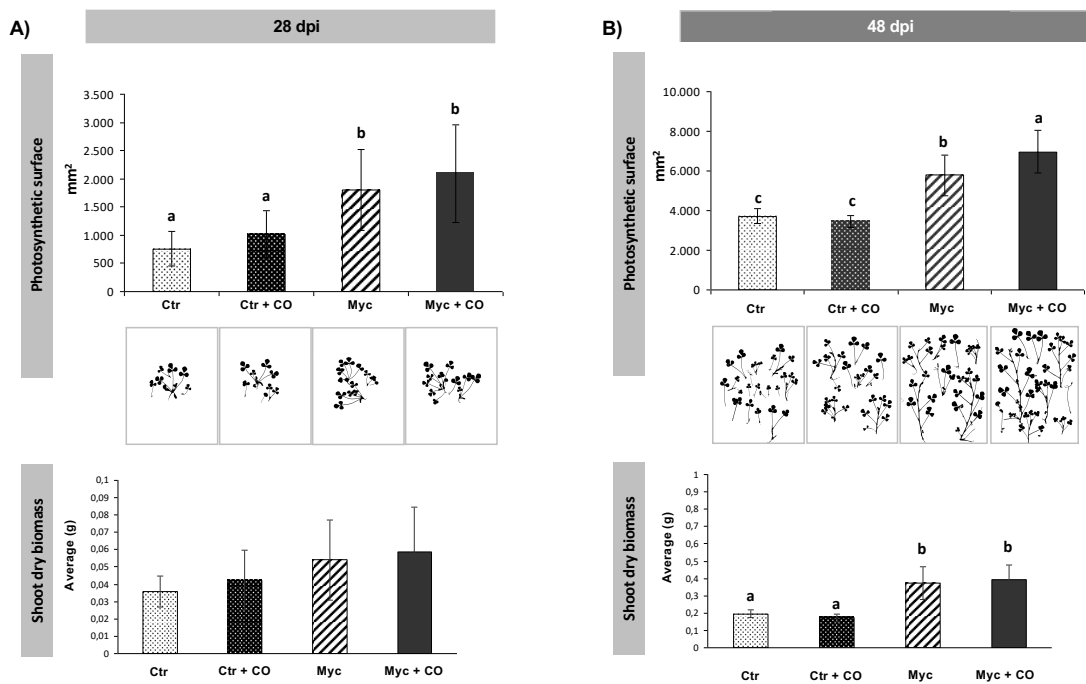 A)
28 dpi
Photosynthetic surface
mm²
3.500
3.000
2.500
2.000
1.500
1.000
500
0
a
a
b
b
Ctr
Ctr + CO
Myc
Myc + CO
Shoot dry biomass
Average (g)
0,1
0,09
0,08
0,07
0,06
0,05
0,04
0,03
0,02
0,01
0
Ctr
Ctr + CO
Myc
Myc + CO
B)
48 dpi
Photosynthetic surface
mm²
10.000
8.000
6.000
4.000
2.000
0
c
c
b
a
Ctr
Ctr + CO
Myc
Myc + CO
Shoot dry biomass
Average (g)
1
0,9
0,8
0,7
0,6
0,5
0,4
0,3
0,2
0,1
0
a
a
b
b
Ctr
Ctr + CO
Myc
Myc + CO